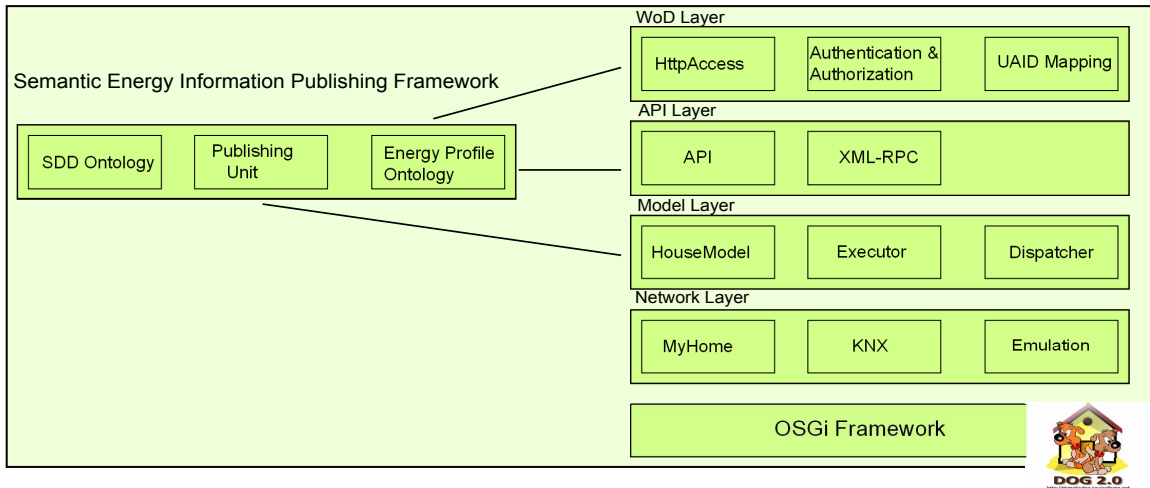 WoD Layer
HttpAccess
Authentication &
Authorization
UAID Mapping
Semantic Energy Information Publishing Framework
SDD Ontology
Publishing
Unit
Energy Profile
Ontology
API Layer
API
XML-RPC
Model Layer
HouseModel
Executor
Dispatcher
Network Layer
MyHome
KNX
Emulation
OSGi Framework
DOG 2.0